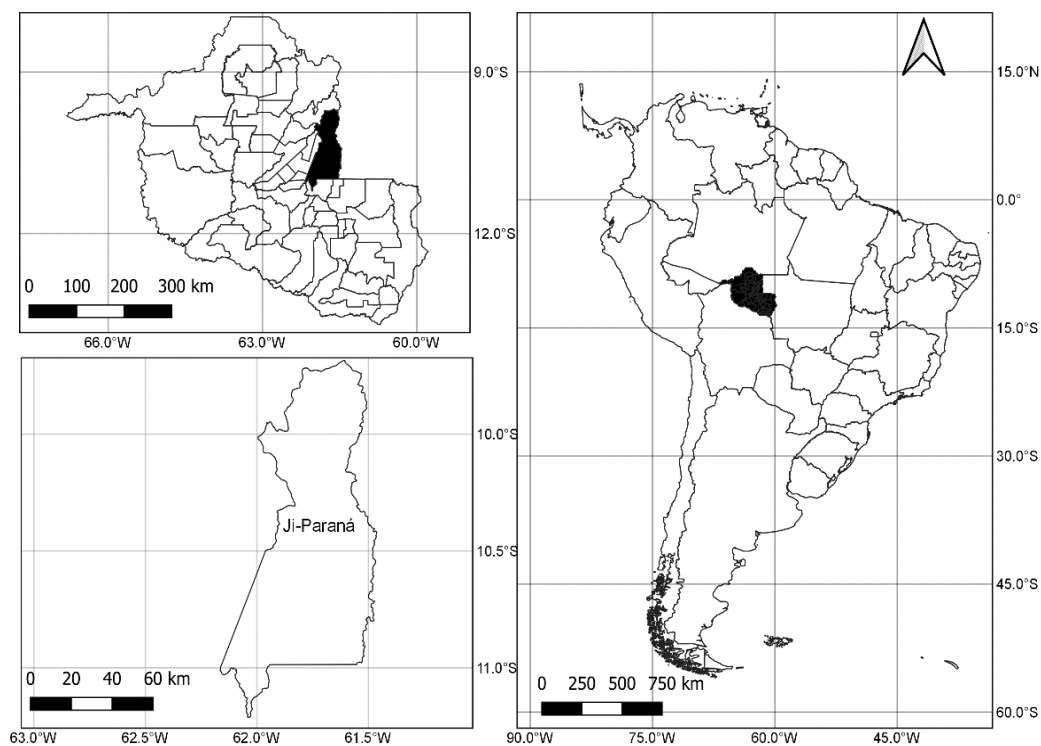 9.0°S
12.0°S
0 100 200 300 km
66.0°W 63.0°W 60.0°W
10.0°S
Ji-Paraná
10.5°S
11.0°S
0 20 40 60 km
63.0°W 62.5°W 62.0°W 61.5°W
15.0°N
0.0°
15.0°S
30.0°S
45.0°S
0 250 500 750 km
60.0°S
90.0°W 75.0°W 60.0°W 45.0°W